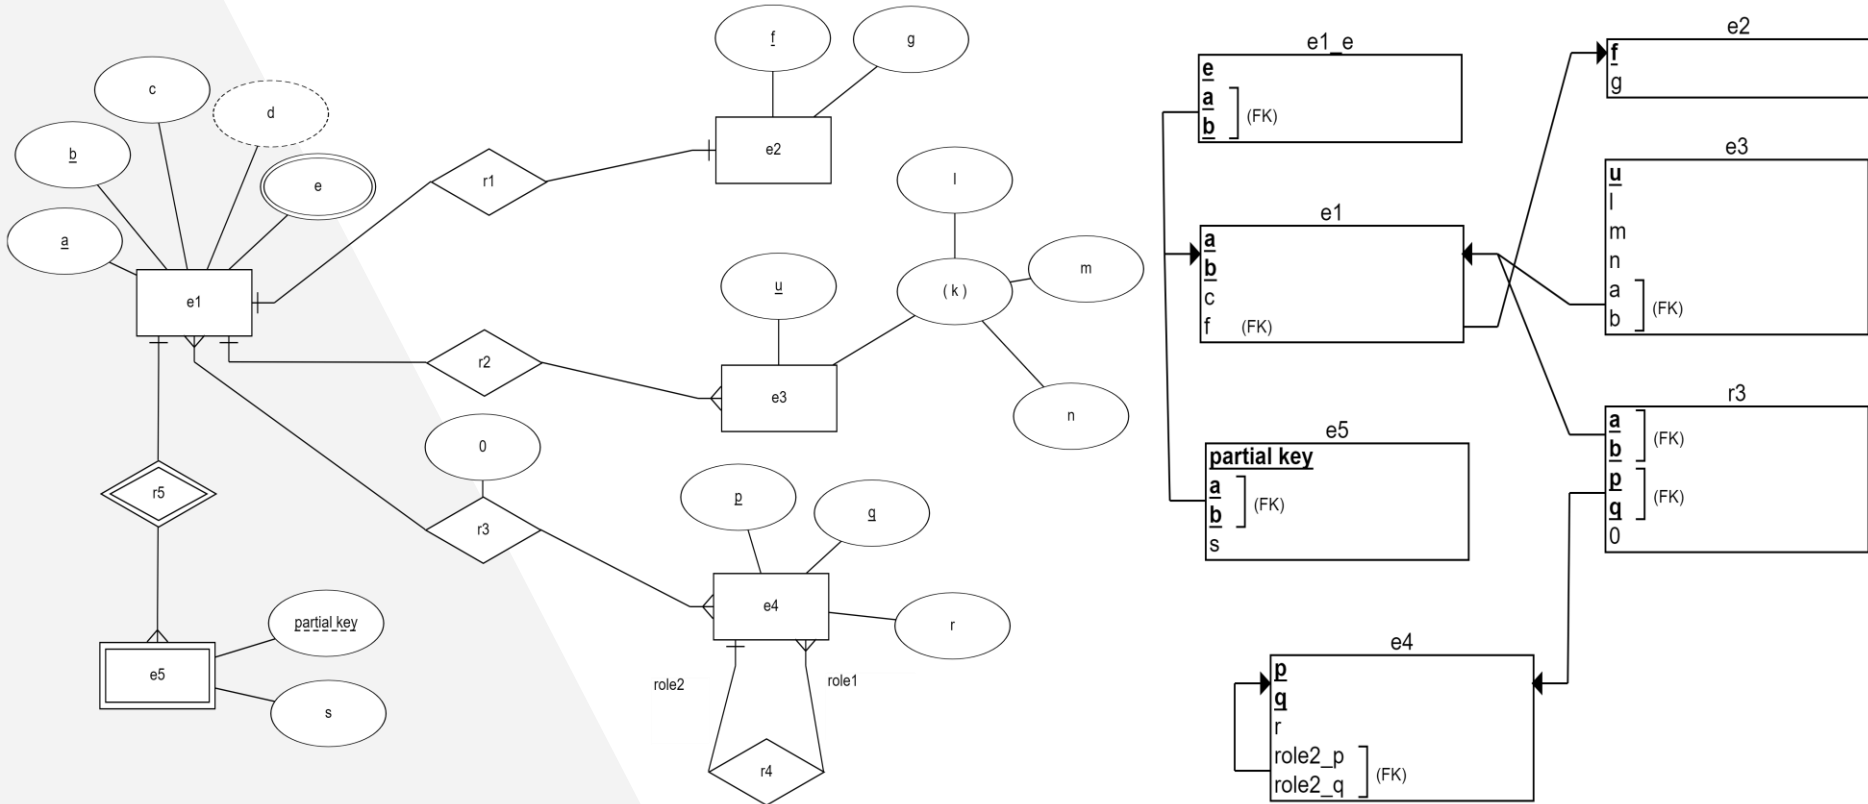 f
g
c
d
b
e
a
e1
r1
e2
l
m
( k )
n
u
r2
e3
0
r3
p
q
e4
r
role2
role1
r4
r5
partial key
e5
s
e1_e
e
a
b
(FK)
e2
f
g
e1
a
b
c
f (FK)
e3
u
l
m
n
a
b
(FK)
e5
partial key
a
b
(FK)
s
r3
a
b
(FK)
p
q
(FK)
0
e4
p
q
r
role2_p
role2_q
(FK)